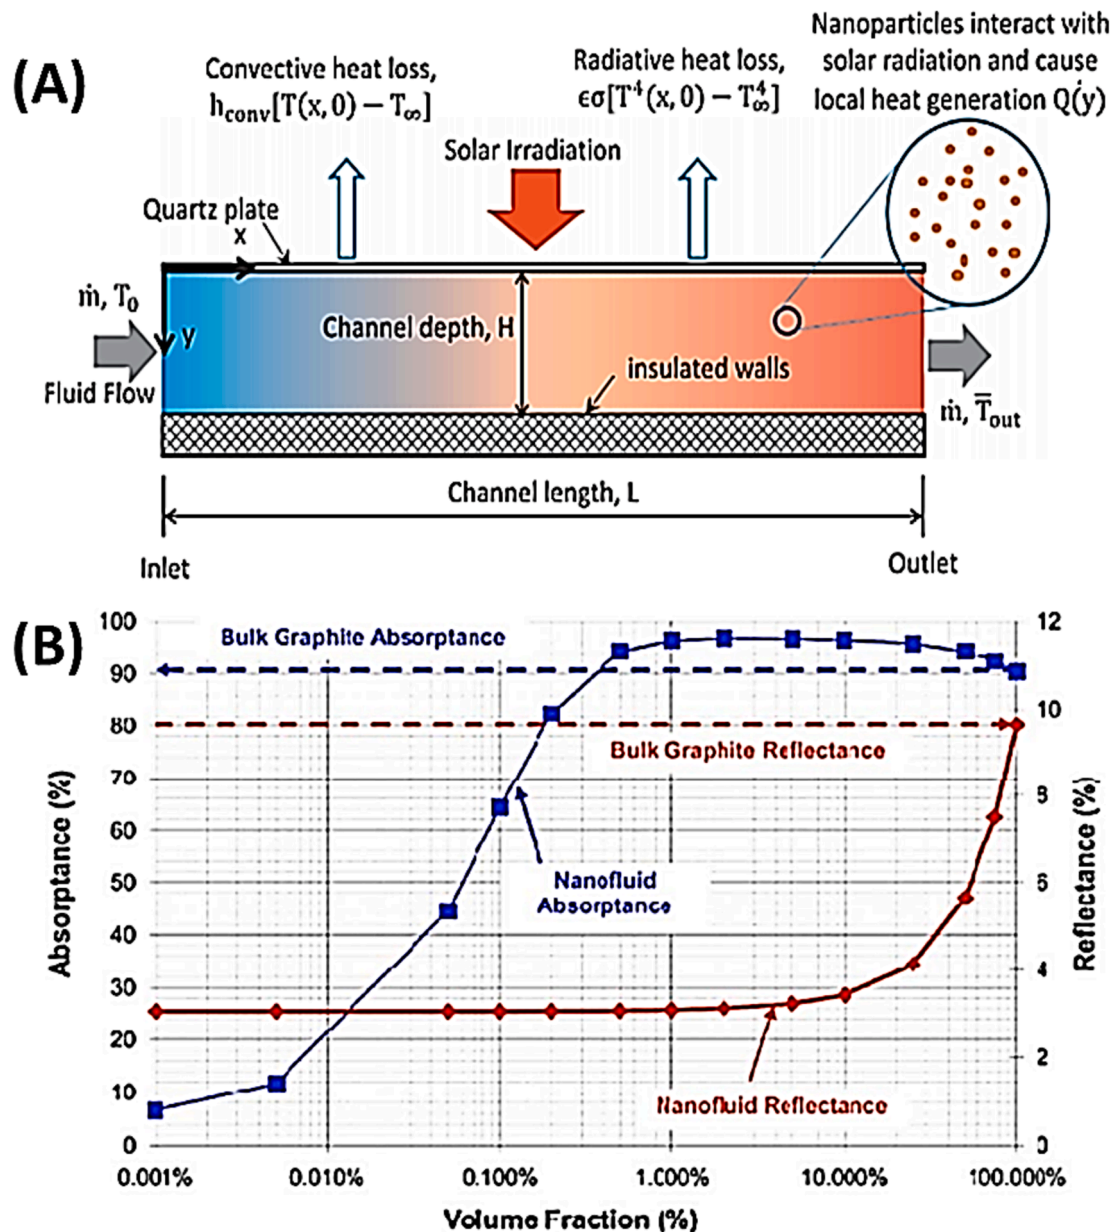 (A)
Convective heat loss,
h_conv[T(x, 0) − T∞]
Radiative heat loss,
ϵσ[T⁴(x, 0) − T∞⁴]
Nanoparticles interact with
solar radiation and cause
local heat generation Q̇(y)
Solar Irradiation
Quartz plate
x
ṁ, T₀
y
Channel depth, H
Fluid Flow
insulated walls
ṁ, T̿out
Channel length, L
Inlet
Outlet
(B)
100
90
80
70
60
50
40
30
20
10
0
Absorptance (%)
Bulk Graphite Absorptance
Bulk Graphite Reflectance
Nanofluid
Absorptance
Nanofluid Reflectance
12
10
8
6
4
2
0
Reflectance (%)
0.001%
0.010%
0.100%
1.000%
10.000%
100.000%
Volume Fraction (%)